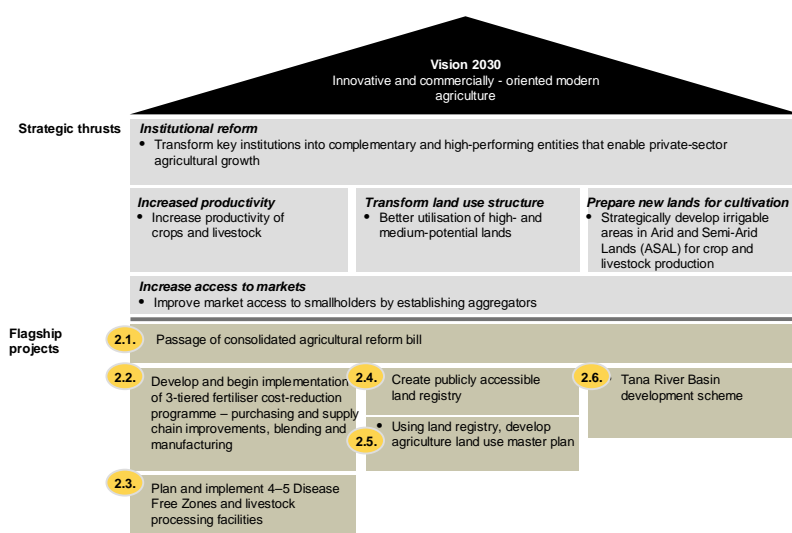 Vision 2030
Innovative and commercially - oriented modern
agriculture
Strategic thrusts
Institutional reform
• Transform key institutions into complementary and high-performing entities that enable private-sector
agricultural growth
Increased productivity
• Increase productivity of
crops and livestock
Transform land use structure
• Better utilisation of high- and
medium-potential lands
Prepare new lands for cultivation
• Strategically develop irrigable
areas in Arid and Semi-Arid
Lands (ASAL) for crop and
livestock production
Increase access to markets
• Improve market access to smallholders by establishing aggregators
Flagship
projects
2.1. Passage of consolidated agricultural reform bill
2.2. Develop and begin implementation
of 3-tiered fertiliser cost-reduction
programme – purchasing and supply
chain improvements, blending and
manufacturing
2.3. Plan and implement 4–5 Disease
Free Zones and livestock
processing facilities
2.4. Create publicly accessible
land registry
2.5. • Using land registry, develop
agriculture land use master plan
2.6. Tana River Basin
development scheme